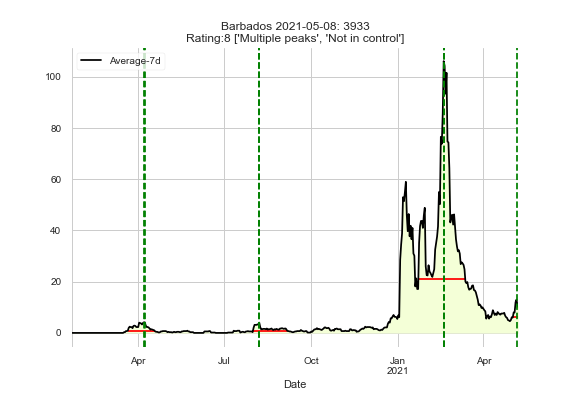 Barbados 2021-05-08: 3933
Rating:8 ['Multiple peaks', 'Not in control']
Average-7d
100
80
60
40
20
0
Apr
Jul
Oct
Jan
2021
Apr
Date